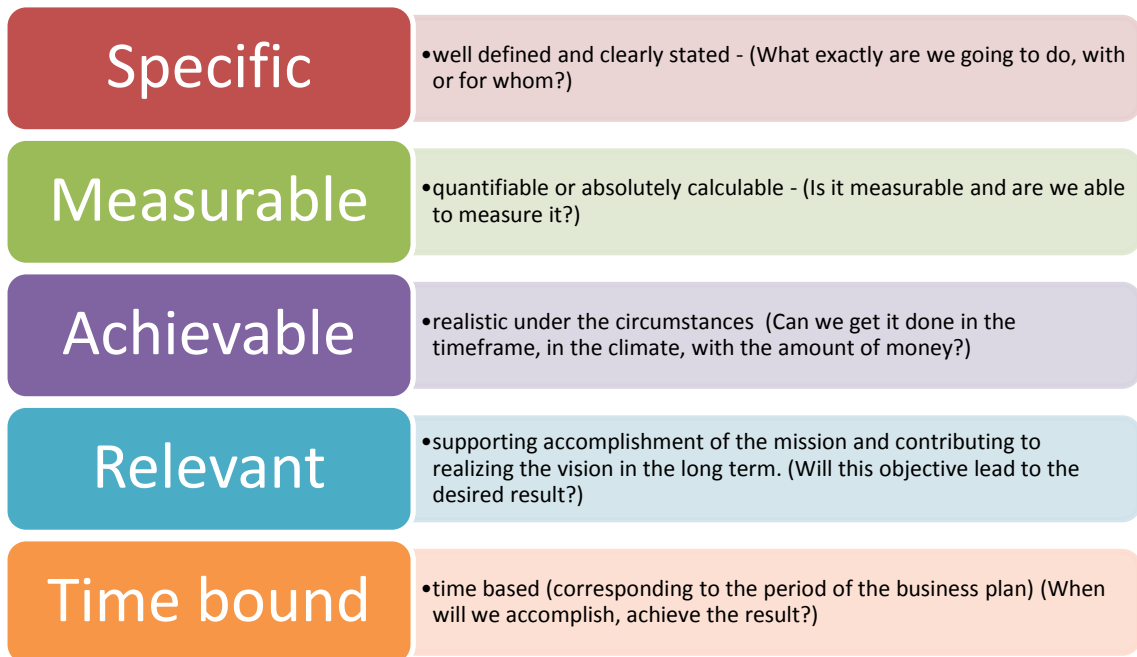 Specific
•well defined and clearly stated - (What exactly are we going to do, with
or for whom?)
Measurable
•quantifiable or absolutely calculable - (Is it measurable and are we able
to measure it?)
Achievable
•realistic under the circumstances  (Can we get it done in the
timeframe, in the climate, with the amount of money?)
Relevant
•supporting accomplishment of the mission and contributing to
realizing the vision in the long term. (Will this objective lead to the
desired result?)
Time bound
•time based (corresponding to the period of the business plan) (When
will we accomplish, achieve the result?)